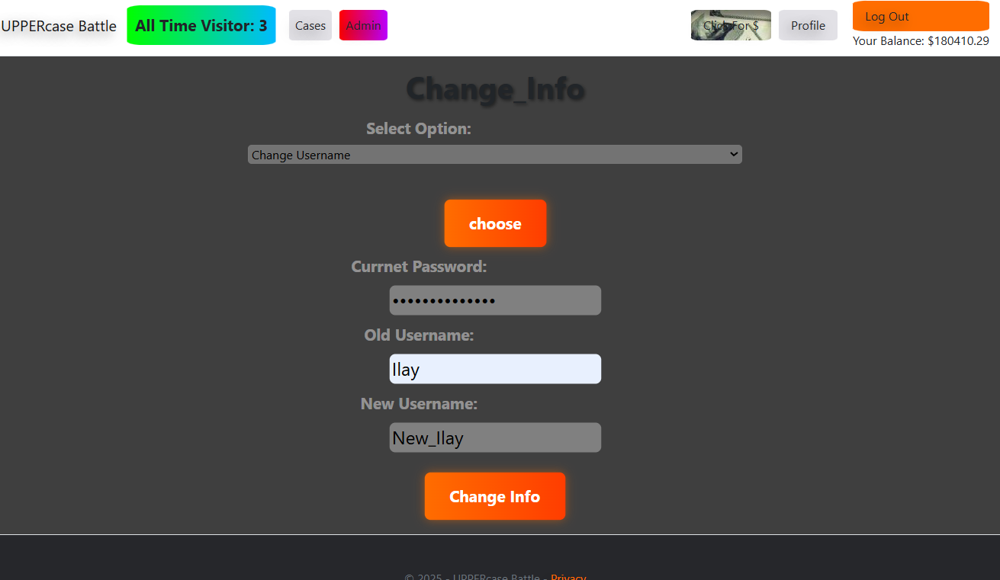 UPPERcase Battle
All Time Visitor: 3
Cases
Admin
Click For $
Profile
Log Out
Your Balance: $180410.29
Change_Info
Select Option:
Change Username
choose
Currnet Password:
••••••••••••••
Old Username:
Ilay
New Username:
New_Ilay
Change Info
© 2025 - UPPERcase Battle - Privacy